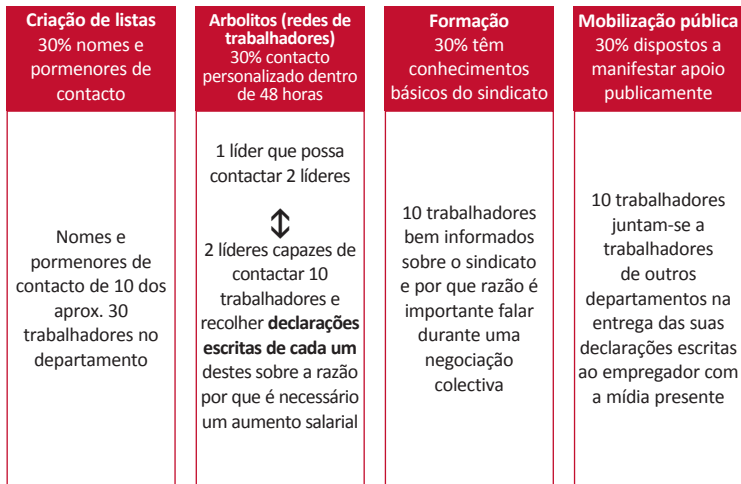 Criação de listas
30% nomes e
pormenores de
contacto
Nomes e
pormenores de
contacto de 10 dos
aprox. 30
trabalhadores no
departamento
Arbolitos (redes de
trabalhadores)
30% contacto
personalizado dentro
de 48 horas
1 líder que possa
contactar 2 líderes
2 líderes capazes de
contactar 10
trabalhadores e
recolher declarações
escritas de cada um
destes sobre a razão
por que é necessário
um aumento salarial
Formação
30% têm
conhecimentos
básicos do sindicato
10 trabalhadores
bem informados
sobre o sindicato
e por que razão é
importante falar
durante uma
negociação
colectiva
Mobilização pública
30% dispostos a
manifestar apoio
publicamente
10 trabalhadores
juntam-se a
trabalhadores
de outros
departamentos na
entrega das suas
declarações escritas
ao empregador com
a mídia presente